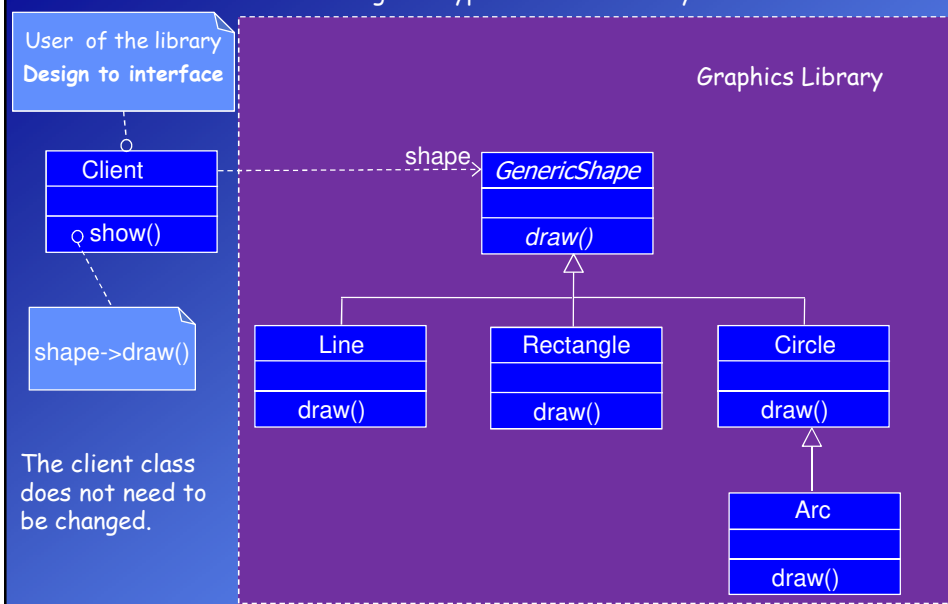 User of the library
Design to interface
Graphics Library
Client
show()
shape
GenericShape
draw()
shape->draw()
Line
draw()
Rectangle
draw()
Circle
draw()
The client class
does not need to
be changed.
Arc
draw()